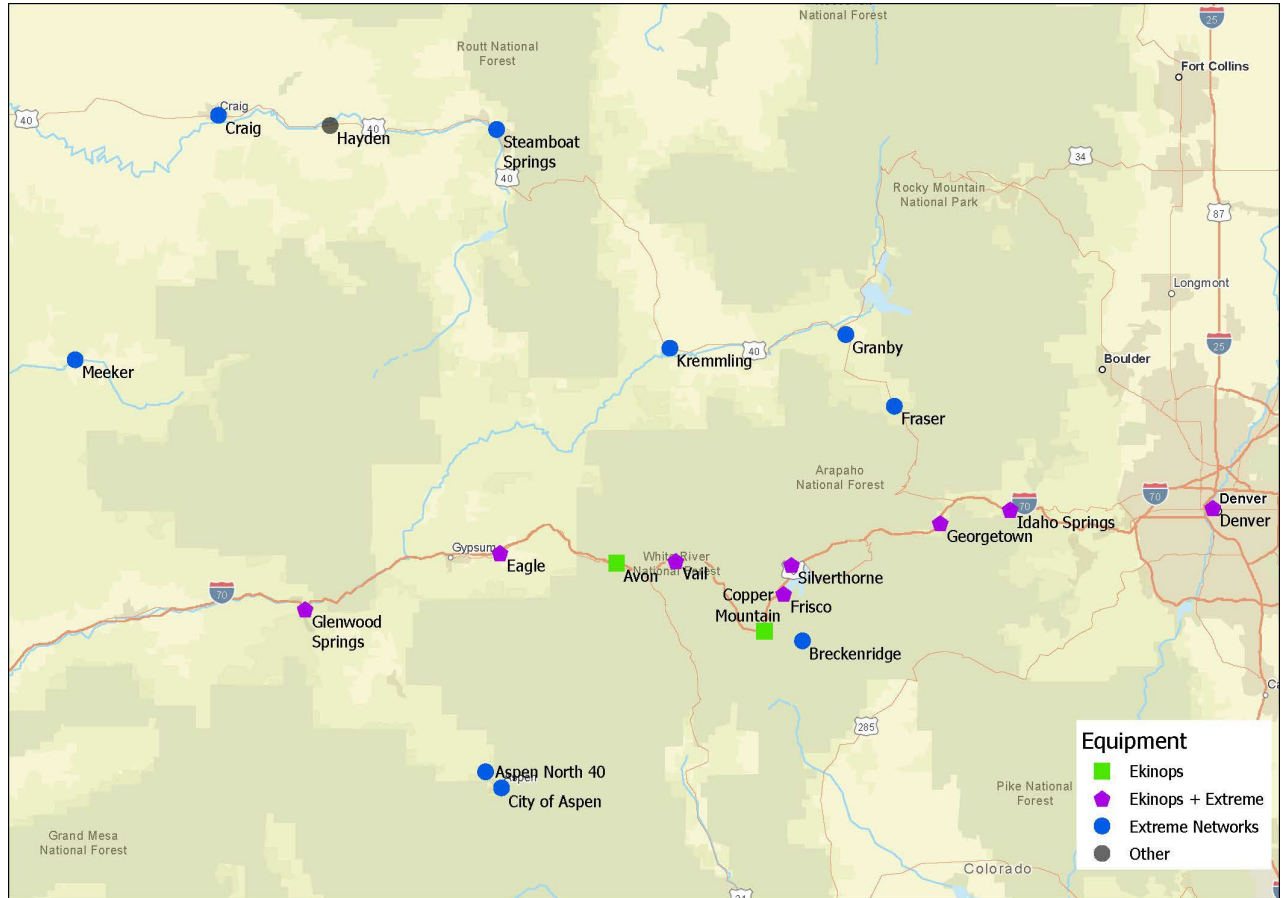 National Forest
25
Routt National
Forest
Fort Collins
40
Craig
Craig
Hayden
40
Steamboat
Springs
40
34
Rocky Mountain
National Park
87
Longmont
25
Granby
Kremmling
40
Boulder
Meeker
Fraser
Arapaho
National Forest
70
70
Denver
Denver
Idaho Springs
Georgetown
Gypsum
Eagle
White River
National Forest
Avon
Vail
Silverthorne
Copper
Mountain
Frisco
70
Glenwood
Springs
Breckenridge
285
Aspen North 40
City of Aspen
Pike National
Forest
Grand Mesa
National Forest
Colorado
Equipment
Ekinops
Ekinops + Extreme
Extreme Networks
Other